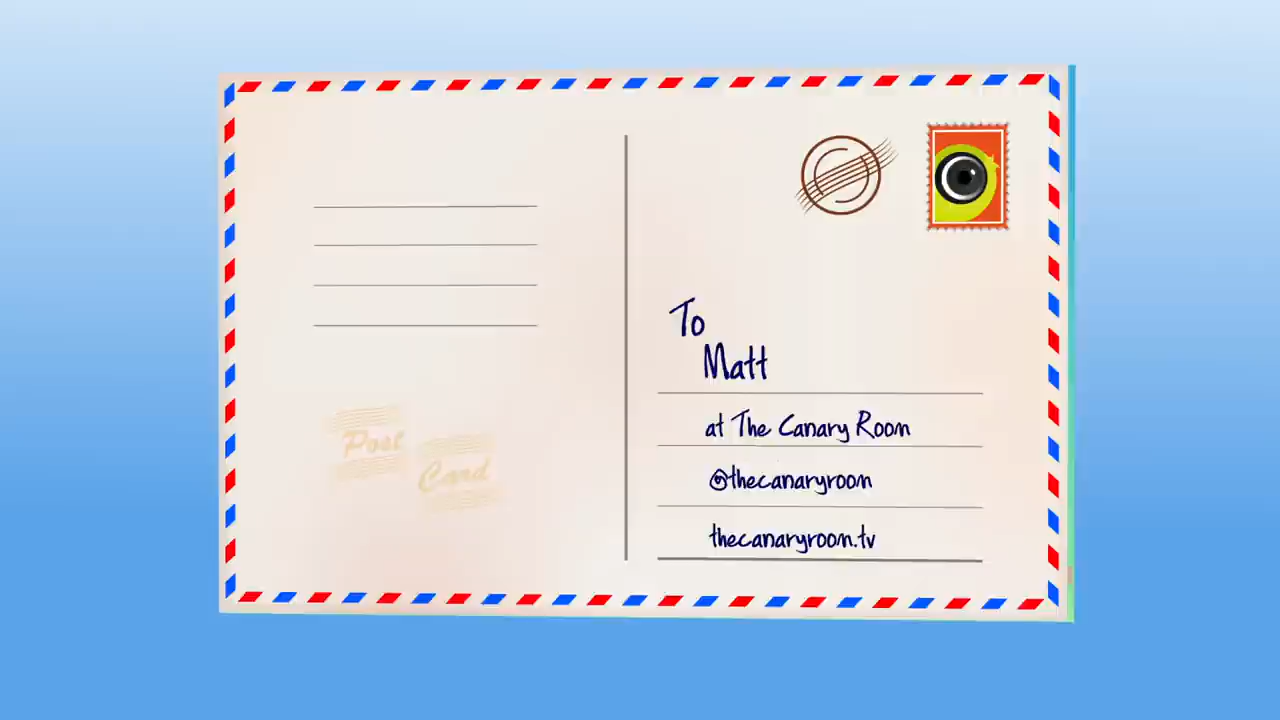 To
Matt
at The Canary Room
@thecanaryroom
thecanaryroom.tv
Post
Card